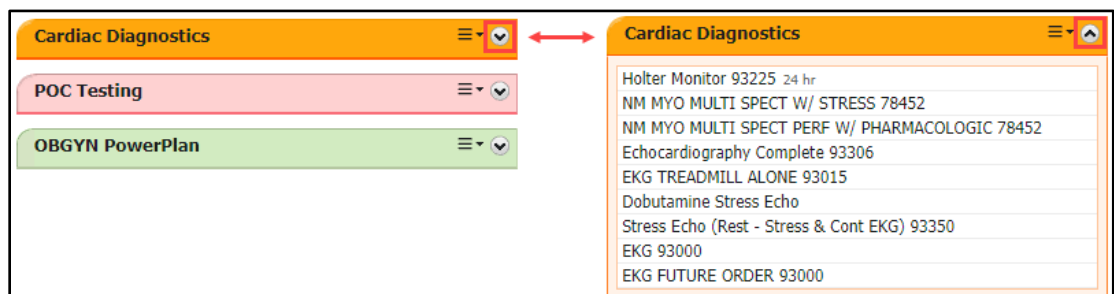 Cardiac Diagnostics
POC Testing
OBGYN PowerPlan
Cardiac Diagnostics
Holter Monitor 93225 24 hr
NM MYO MULTI SPECT W/ STRESS 78452
NM MYO MULTI SPECT PERF W/ PHARMACOLOGIC 78452
Echocardiography Complete 93306
EKG TREADMILL ALONE 93015
Dobutamine Stress Echo
Stress Echo (Rest - Stress & Cont EKG) 93350
EKG 93000
EKG FUTURE ORDER 93000